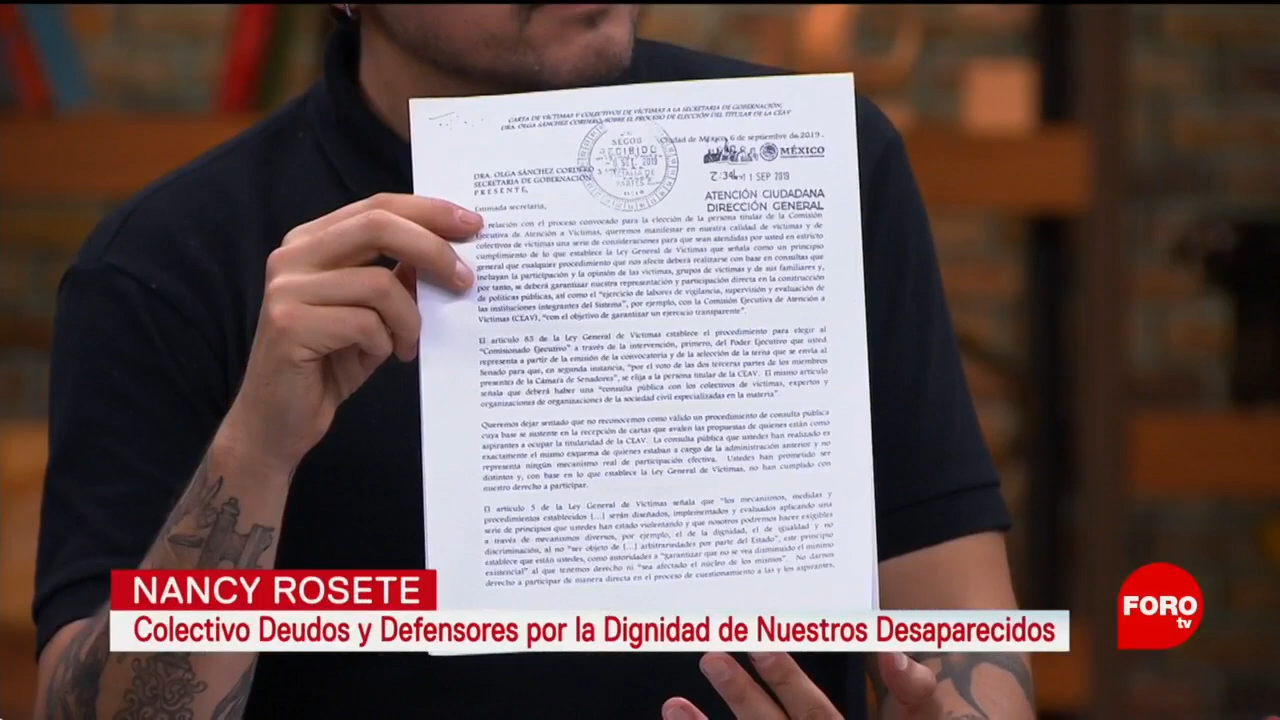 CARTA DE VÍCTIMAS Y COLECTIVOS DE VÍCTIMAS A LA SECRETARIA DE GOBERNACIÓN,
DRA. OLGA SÁNCHEZ CORDERO, SOBRE EL PROCESO DE ELECCIÓN DEL TITULAR DE LA CEAV
Ciudad de México, 6 de septiembre de 2019.
SEGOB
RECIBIDO
2019
PARTES
MÉXICO
1 SEP 2019
ATENCIÓN CIUDADANA
DIRECCIÓN GENERAL
DRA. OLGA SÁNCHEZ CORDERO
SECRETARIA DE GOBERNACIÓN
P R E S E N T E,
Estimada secretaria,
relación con el proceso convocado para la elección de la persona titular de la Comisión
Ejecutiva de Atención a Víctimas, queremos manifestar en nuestra calidad de víctimas y de
colectivos de víctimas una serie de consideraciones para que sean atendidas por usted en estricto
cumplimiento de lo que establece la Ley General de Víctimas que señala como un principio
general que cualquier procedimiento que nos afecte deberá realizarse con base en consultas que
incluyan la participación y la opinión de las víctimas, grupos de víctimas y de sus familiares y,
por tanto, se deberá garantizar nuestra representación y participación directa en la construcción
de políticas públicas, así como el "ejercicio de labores de vigilancia, supervisión y evaluación de
las instituciones integrantes del Sistema", por ejemplo, con la Comisión Ejecutiva de Atención a
Víctimas (CEAV), "con el objetivo de garantizar un ejercicio transparente".
El artículo 85 de la Ley General de Víctimas establece el procedimiento para elegir al
"Comisionado Ejecutivo" a través de la intervención, primero, del Poder Ejecutivo que usted
representa a partir de la emisión de la convocatoria y de la selección de la terna que se envía al
Senado para que, en segunda instancia, "por el voto de las dos terceras partes de los miembros
presentes de la Cámara de Senadores", se elija a la persona titular de la CEAV. El mismo artículo
señala que deberá haber una "consulta pública con los colectivos de víctimas, expertos y
organizaciones de organizaciones de la sociedad civil especializadas en la materia".
Queremos dejar sentado que no reconocemos como válido un procedimiento de consulta pública
cuya base se sustente en la recepción de cartas que avalen las propuestas de quienes están como
aspirantes a ocupar la titularidad de la CEAV. La consulta pública que ustedes han realizado es
exactamente el mismo esquema de quienes estaban a cargo de la administración anterior y no
representa ningún mecanismo real de participación efectiva. Ustedes han prometido ser
distintos y, con base en lo que establece la Ley General de Víctimas, no han cumplido con
nuestro derecho a participar.
El artículo 5 de la Ley General de Víctimas señala que "los mecanismos, medidas y
procedimientos establecidos [...] serán diseñados, implementados y evaluados aplicando una
serie de principios que ustedes han estado violentando y que nosotros podremos hacer exigibles
a través de mecanismos diversos, por ejemplo, el de la dignidad, el de igualdad y no
discriminación, al no "ser objeto de [...] arbitrariedades por parte del Estado", este principio
establece que están ustedes, como autoridades a "garantizar que no se vea disminuido el mínimo
existencial" al que tenemos derecho ni "sea afectado el núcleo de los mismos". No darnos
derecho a participar de manera directa en el proceso de cuestionamiento a las y los aspirantes,
NANCY ROSETE
Colectivo Deudos y Defensores por la Dignidad de Nuestros Desaparecidos
FORO
tv